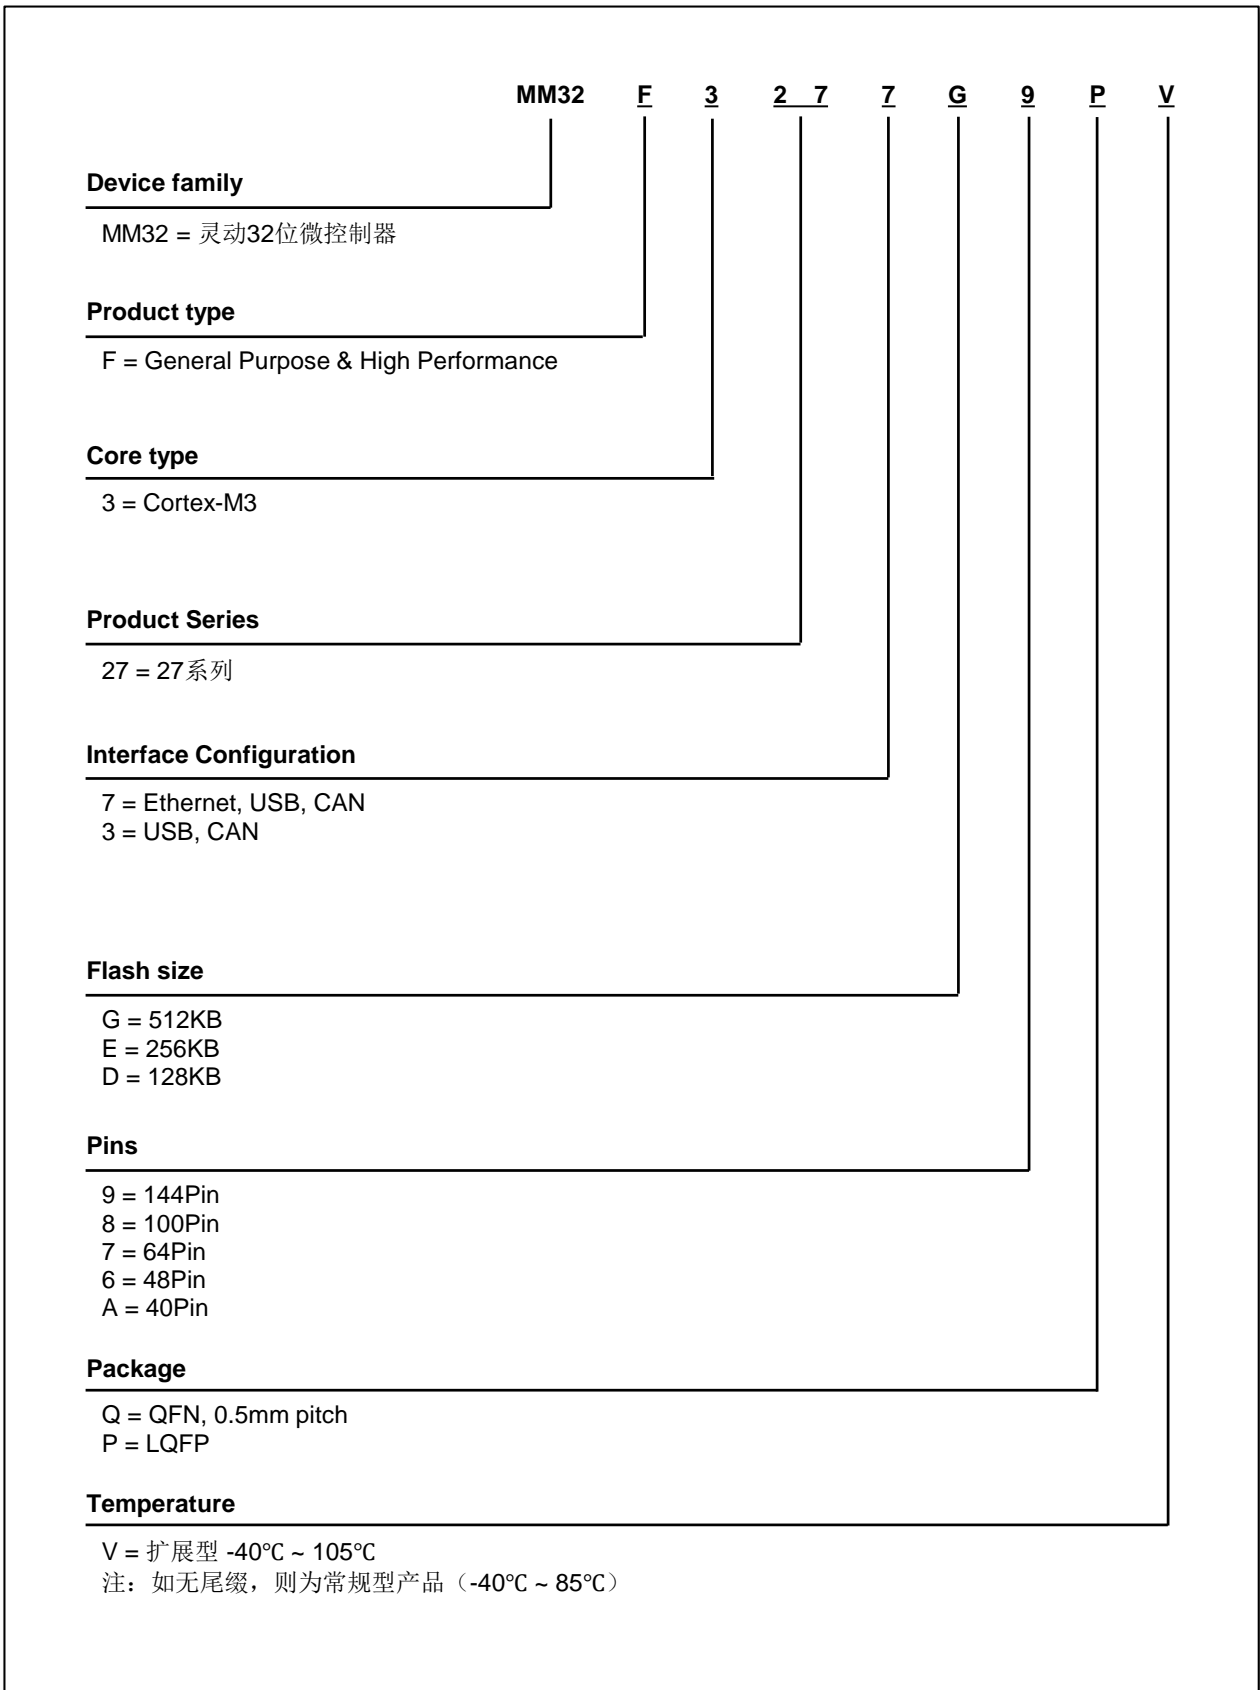 MM32 F 3 2 7 7 G 9 P V
Device family
MM32 = 灵动32位微控制器
Product type
F = General Purpose & High Performance
Core type
3 = Cortex-M3
Product Series
27 = 27系列
Interface Configuration
7 = Ethernet, USB, CAN
3 = USB, CAN
Flash size
G = 512KB
E = 256KB
D = 128KB
Pins
9 = 144Pin
8 = 100Pin
7 = 64Pin
6 = 48Pin
A = 40Pin
Package
Q = QFN, 0.5mm pitch
P = LQFP
Temperature
V = 扩展型 -40℃ ~ 105℃
注：如无尾缀，则为常规型产品（-40℃ ~ 85℃）